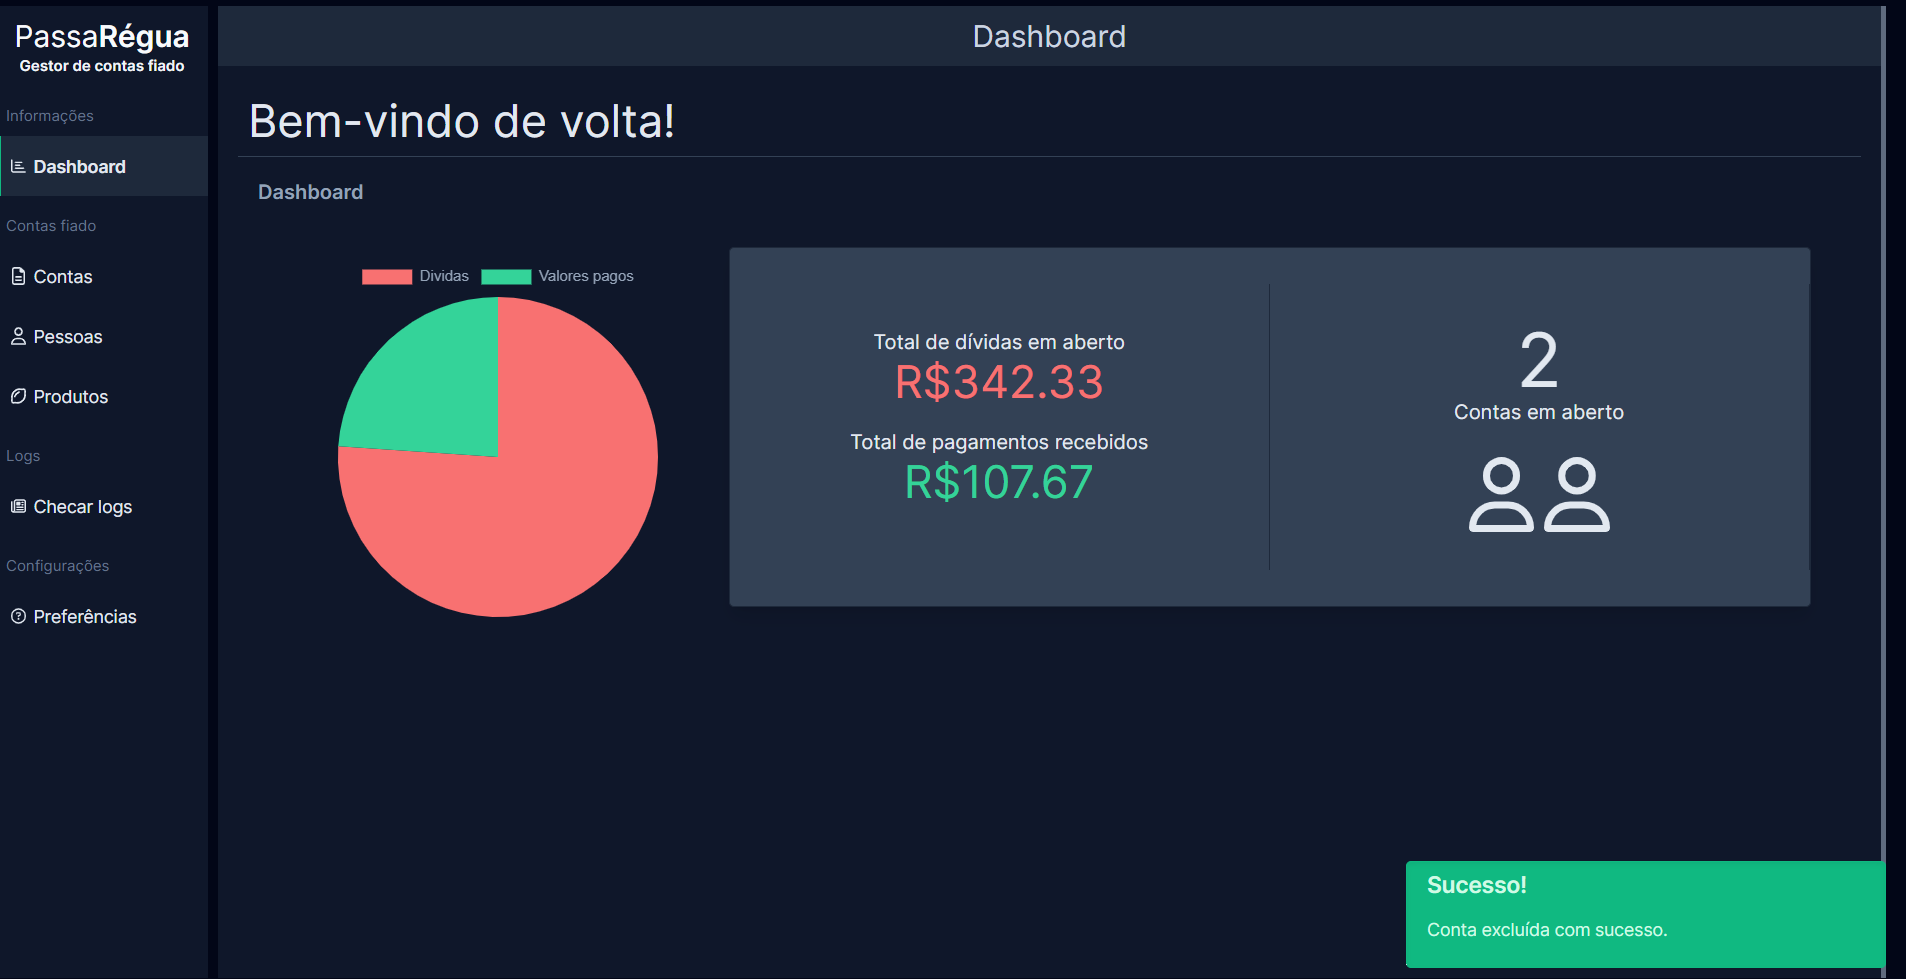 PassaRégua
Gestor de contas fiado
Informações
Dashboard
Contas fiado
Contas
Pessoas
Produtos
Logs
Checar logs
Configurações
Preferências
Dashboard
Bem-vindo de volta!
Dashboard
Dividas
Valores pagos
Total de dívidas em aberto
R$342.33
Total de pagamentos recebidos
R$107.67
2
Contas em aberto
Sucesso!
Conta excluída com sucesso.